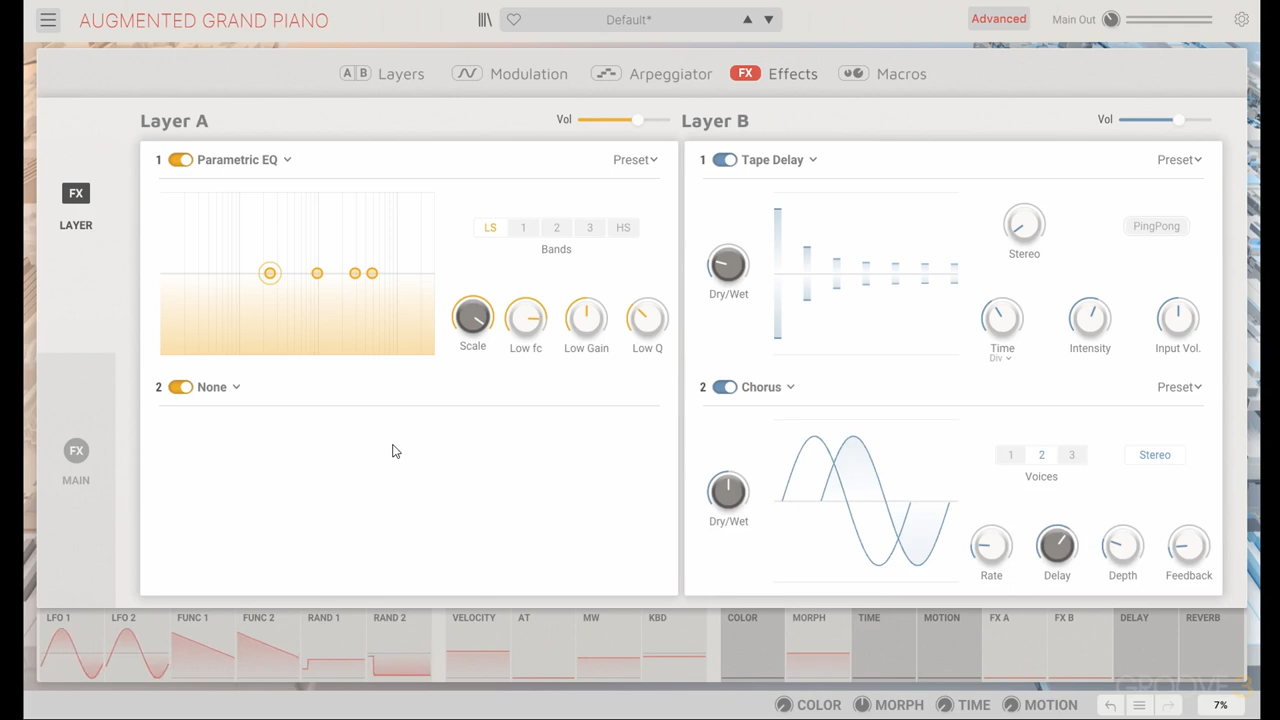 AUGMENTED GRAND PIANO
Default*
Advanced
Main Out
A B Layers
Modulation
Arpeggiator
FX Effects
Macros
Layer A
Vol
Layer B
Vol
FX
LAYER
FX
MAIN
1 Parametric EQ
Preset
LS 1 2 3 HS
Bands
Scale
Low fc
Low Gain
Low Q
2 None
1 Tape Delay
Preset
Dry/Wet
Stereo
PingPong
Time
Div
Intensity
Input Vol.
2 Chorus
Preset
Dry/Wet
1 2 3
Voices
Stereo
Rate
Delay
Depth
Feedback
LFO 1
LFO 2
FUNC 1
FUNC 2
RAND 1
RAND 2
VELOCITY
AT
MW
KBD
COLOR
MORPH
TIME
MOTION
FX A
FX B
DELAY
REVERB
GROOVE3
COLOR
MORPH
TIME
MOTION
7%